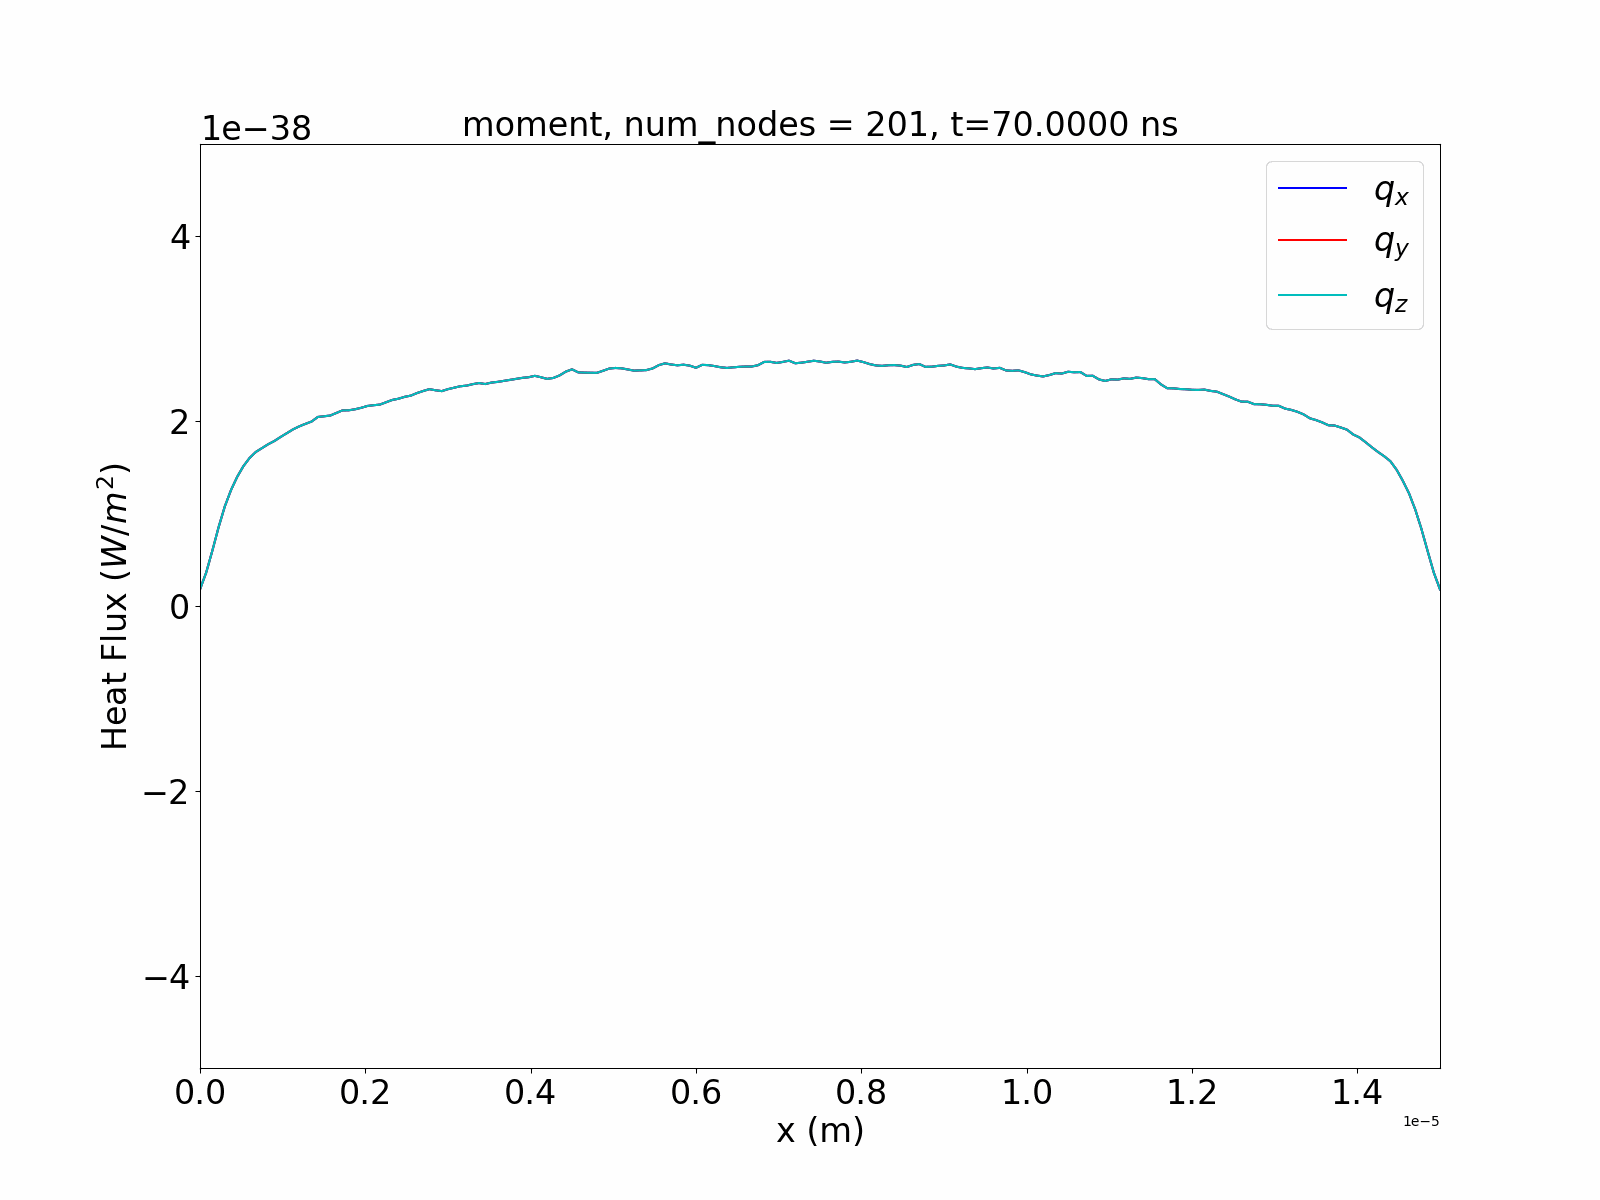 moment, num_nodes = 201, t=70.0000 ns
1e−38
q_x
q_y
q_z
4
2
0
−2
−4
Heat Flux (W/m²)
0.0 0.2 0.4 0.6 0.8 1.0 1.2 1.4
1e−5
x (m)